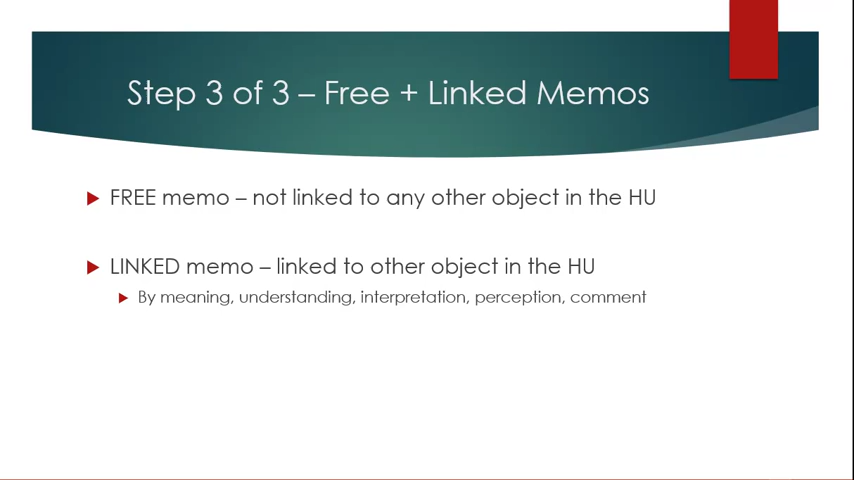 Step 3 of 3 – Free + Linked Memos
FREE memo – not linked to any other object in the HU
LINKED memo – linked to other object in the HU
By meaning, understanding, interpretation, perception, comment